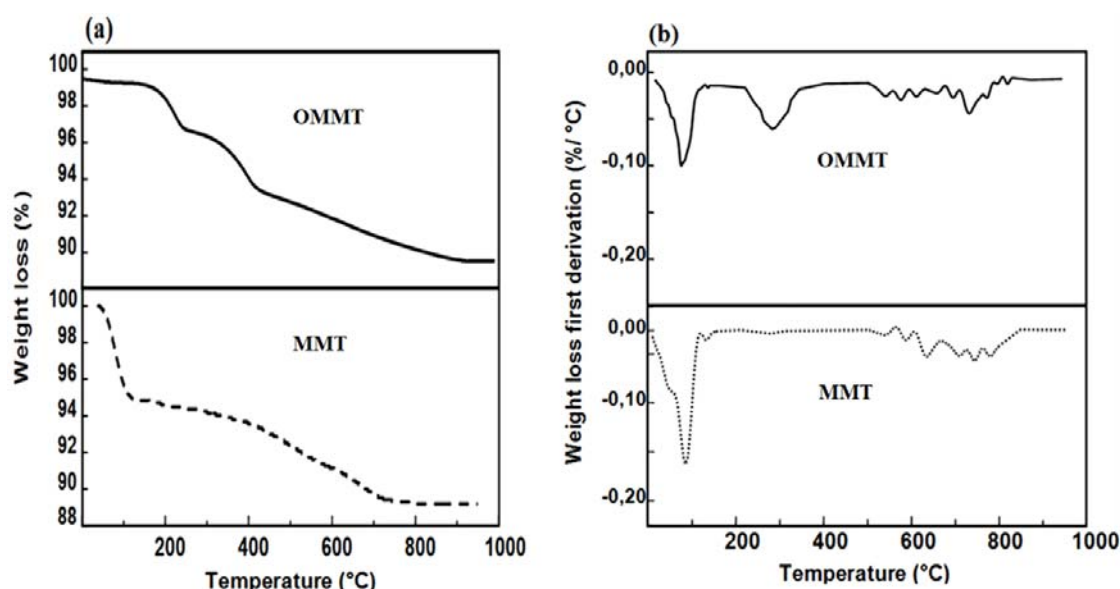 (a)
Weight loss (%)
100
98
96
94
92
90
OMMT
100
96
94
92
90
88
MMT
200
400
600
800
1000
Temperature (°C)
(b)
Weight loss first derivation (%/ °C)
0,00
-0,10
-0,20
OMMT
0,00
-0,10
-0,20
MMT
0
200
400
600
800
1000
Temperature (°C)